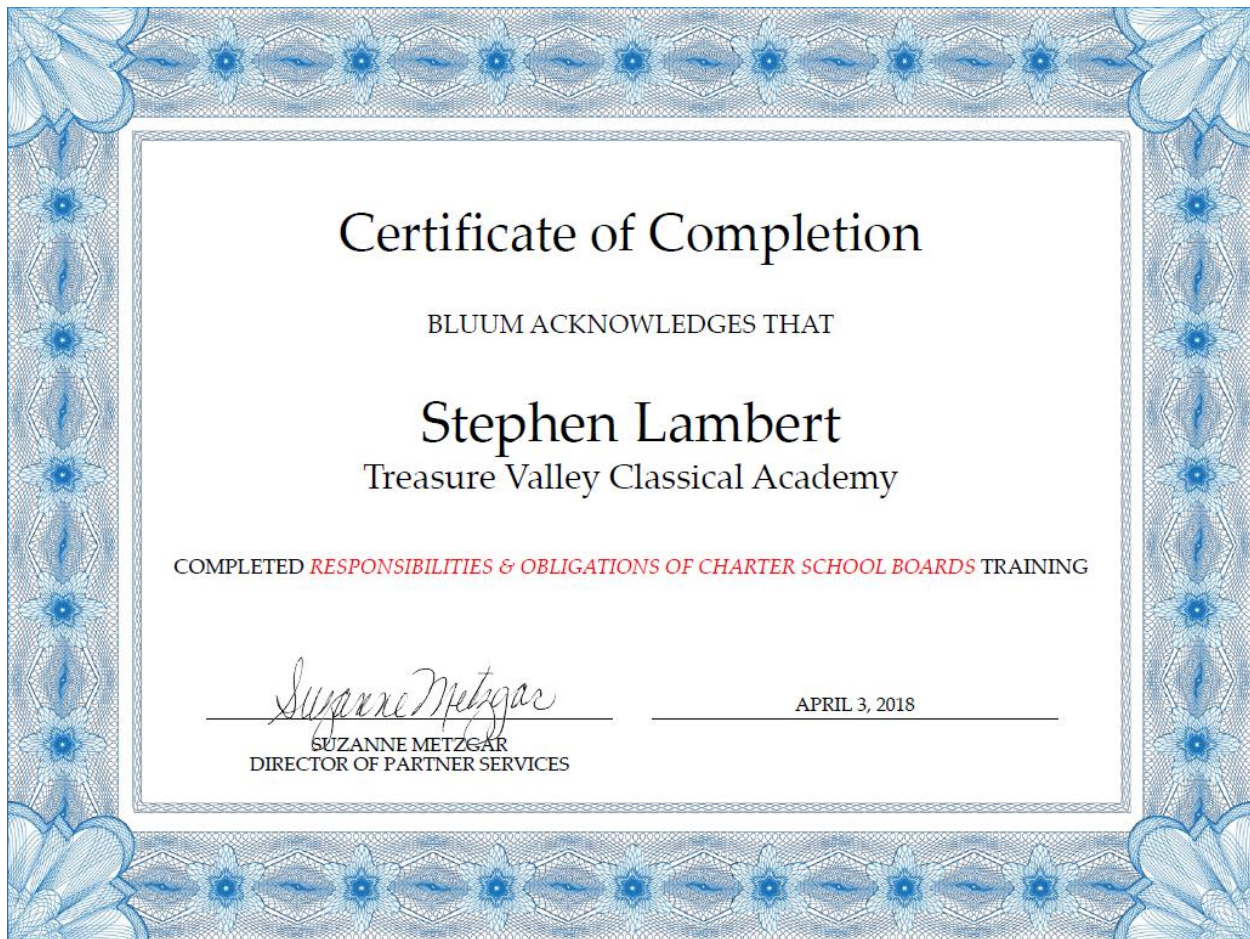 Certificate of Completion
BLUUM ACKNOWLEDGES THAT
Stephen Lambert
Treasure Valley Classical Academy
COMPLETED RESPONSIBILITIES & OBLIGATIONS OF CHARTER SCHOOL BOARDS TRAINING
Suzanne Metzgar
APRIL 3, 2018
SUZANNE METZGAR
DIRECTOR OF PARTNER SERVICES